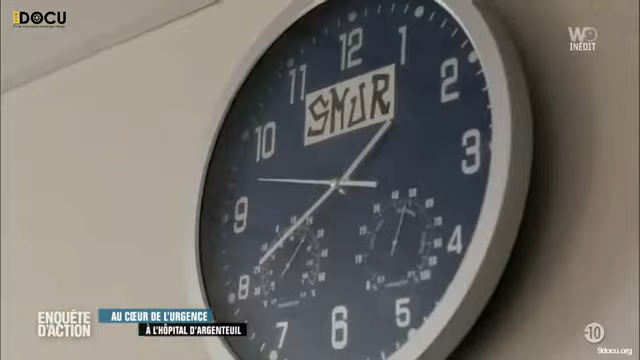 DOCU
W9
INÉDIT
SMUR
12
1
2
3
4
5
6
7
8
9
10
11
ENQUÊTE
D'ACTION
AU CŒUR DE L'URGENCE
À L'HÔPITAL D'ARGENTEUIL
-10
9docu.org